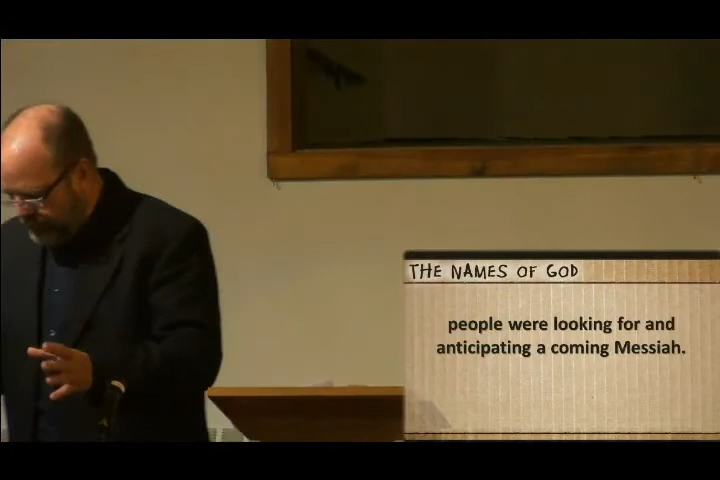 THE NAMES OF GOD
people were looking for and
anticipating a coming Messiah.